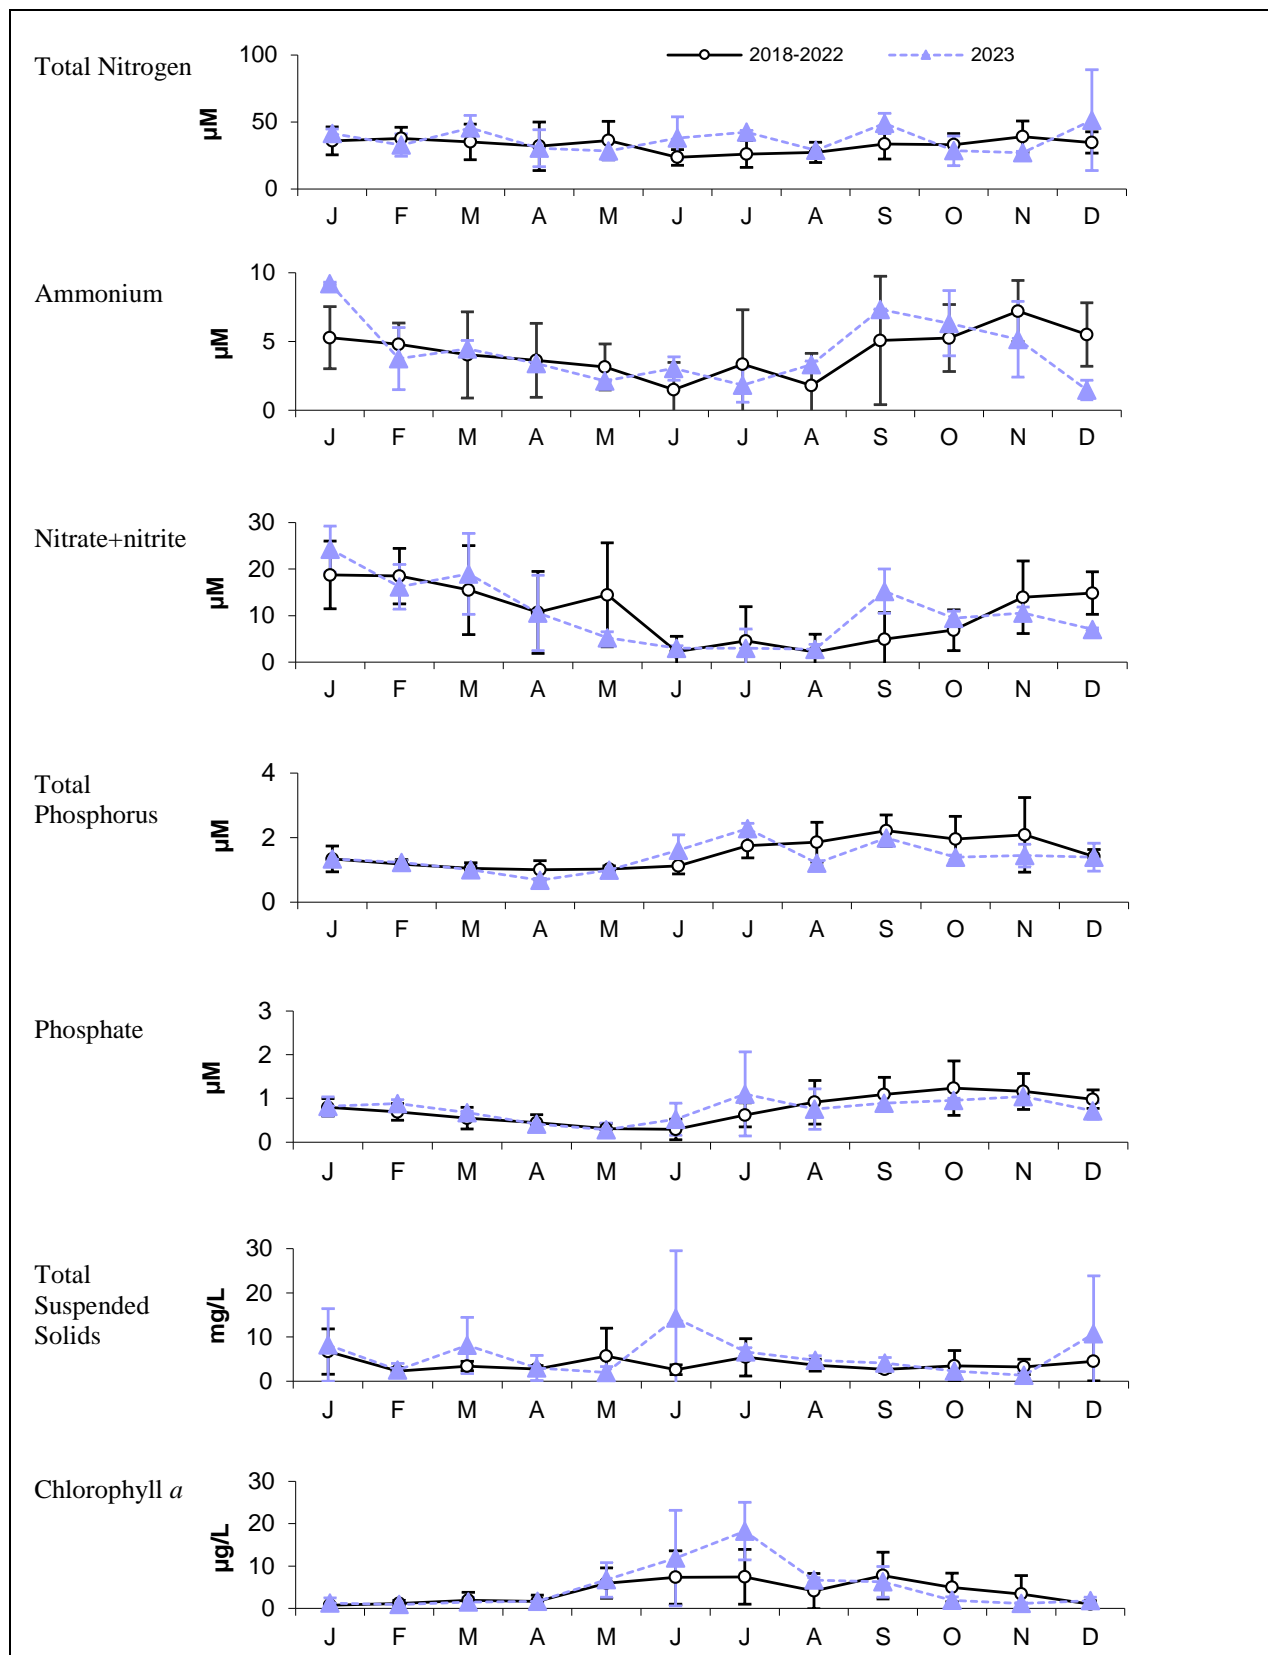 Total Nitrogen
100
50
0
µM
2018-2022
2023
J F M A M J J A S O N D
Ammonium
10
5
0
µM
J F M A M J J A S O N D
Nitrate+nitrite
30
20
10
0
µM
J F M A M J J A S O N D
Total
Phosphorus
4
2
0
µM
J F M A M J J A S O N D
Phosphate
3
2
1
0
µM
J F M A M J J A S O N D
Total
Suspended
Solids
30
20
10
0
mg/L
J F M A M J J A S O N D
Chlorophyll a
30
20
10
0
µg/L
J F M A M J J A S O N D